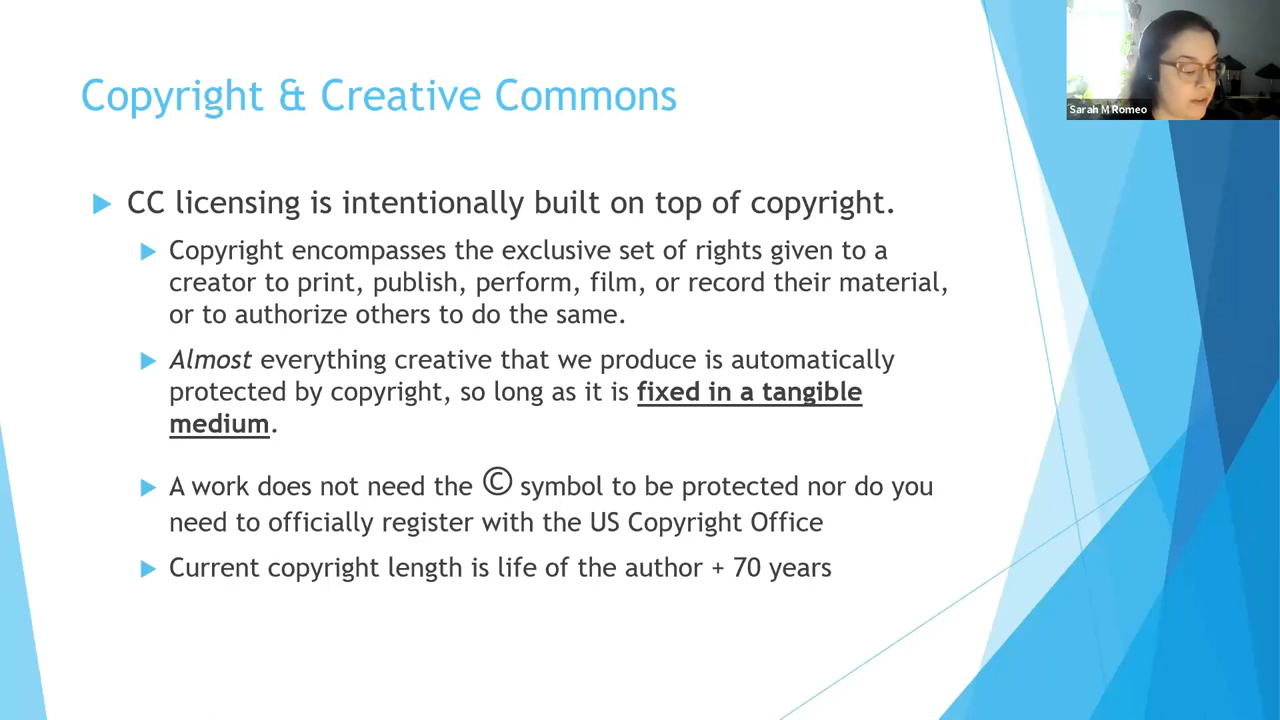 Copyright & Creative Commons
Sarah M Romeo
CC licensing is intentionally built on top of copyright.
Copyright encompasses the exclusive set of rights given to a
creator to print, publish, perform, film, or record their material,
or to authorize others to do the same.
Almost everything creative that we produce is automatically
protected by copyright, so long as it is fixed in a tangible
medium.
A work does not need the © symbol to be protected nor do you
need to officially register with the US Copyright Office
Current copyright length is life of the author + 70 years